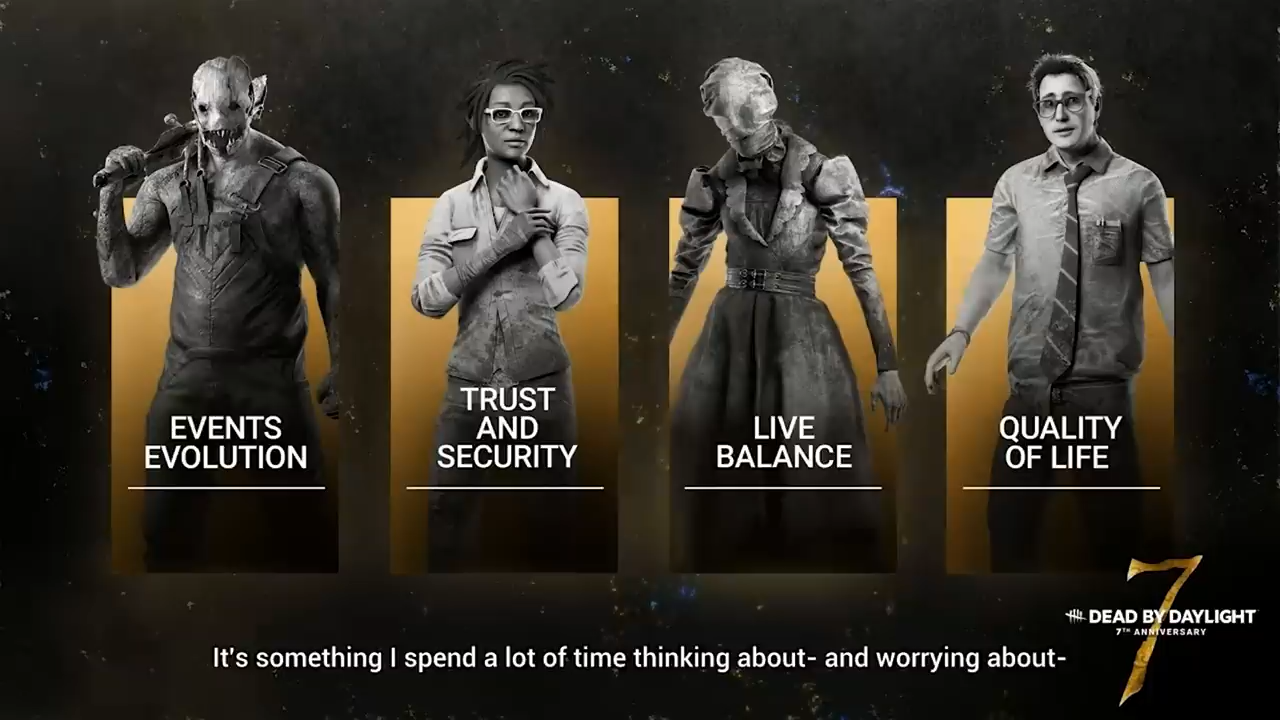 EVENTS
EVOLUTION
TRUST
AND
SECURITY
LIVE
BALANCE
QUALITY
OF LIFE
7
DEAD BY DAYLIGHT
7TH ANNIVERSARY
It's something I spend a lot of time thinking about- and worrying about-